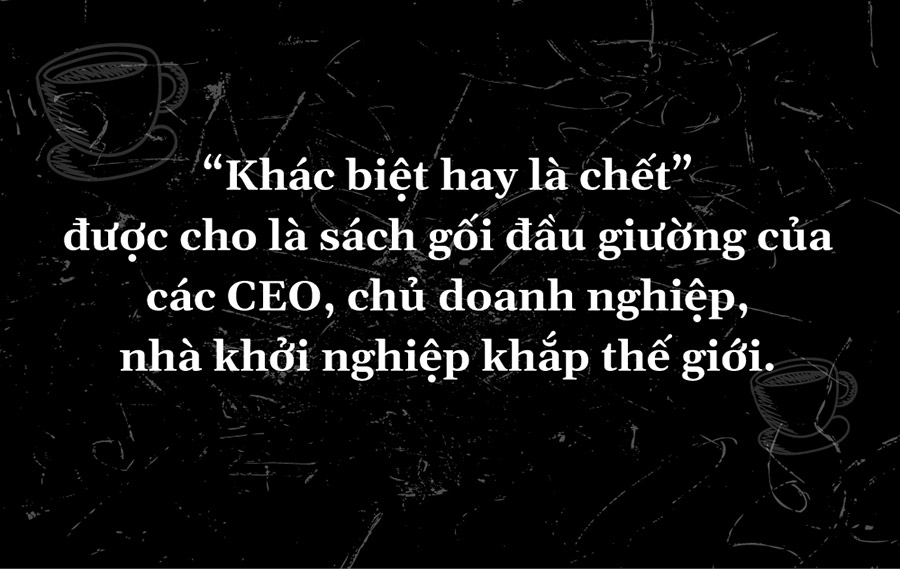 “Khác biệt hay là chết”
được cho là sách gối đầu giường của
các CEO, chủ doanh nghiệp,
nhà khởi nghiệp khắp thế giới.